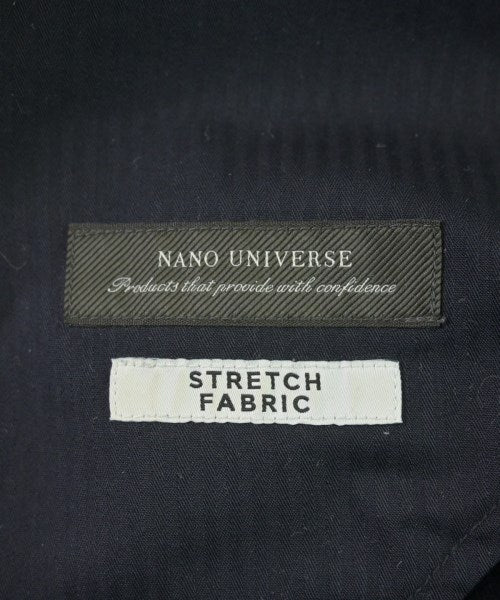 NANO UNIVERSE
Products that provide with confidence
STRETCH
FABRIC